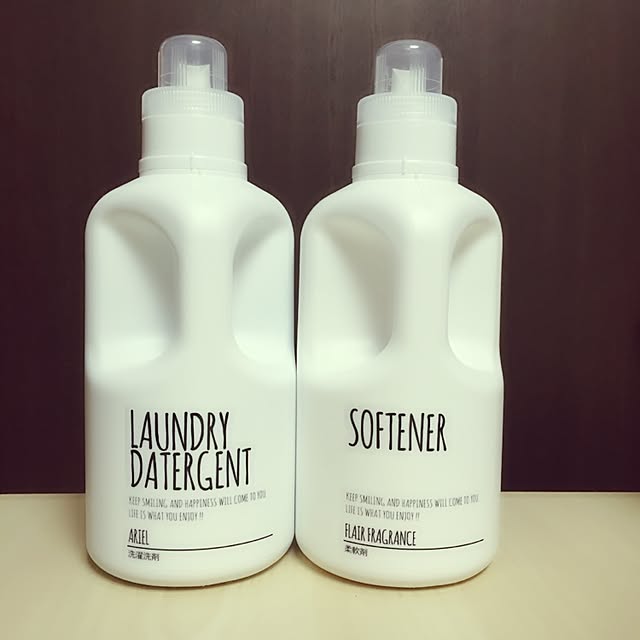 LAUNDRY
DATERGENT
KEEP SMILING AND HAPPINESS WILL COME TO YOU.
LIFE IS WHAT YOU ENJOY !!
ARIEL
洗濯洗剤
SOFTENER
KEEP SMILING, AND HAPPINESS WILL COME TO YOU.
LIFE IS WHAT YOU ENJOY !!
FLAIR FRAGRANCE
柔軟剤